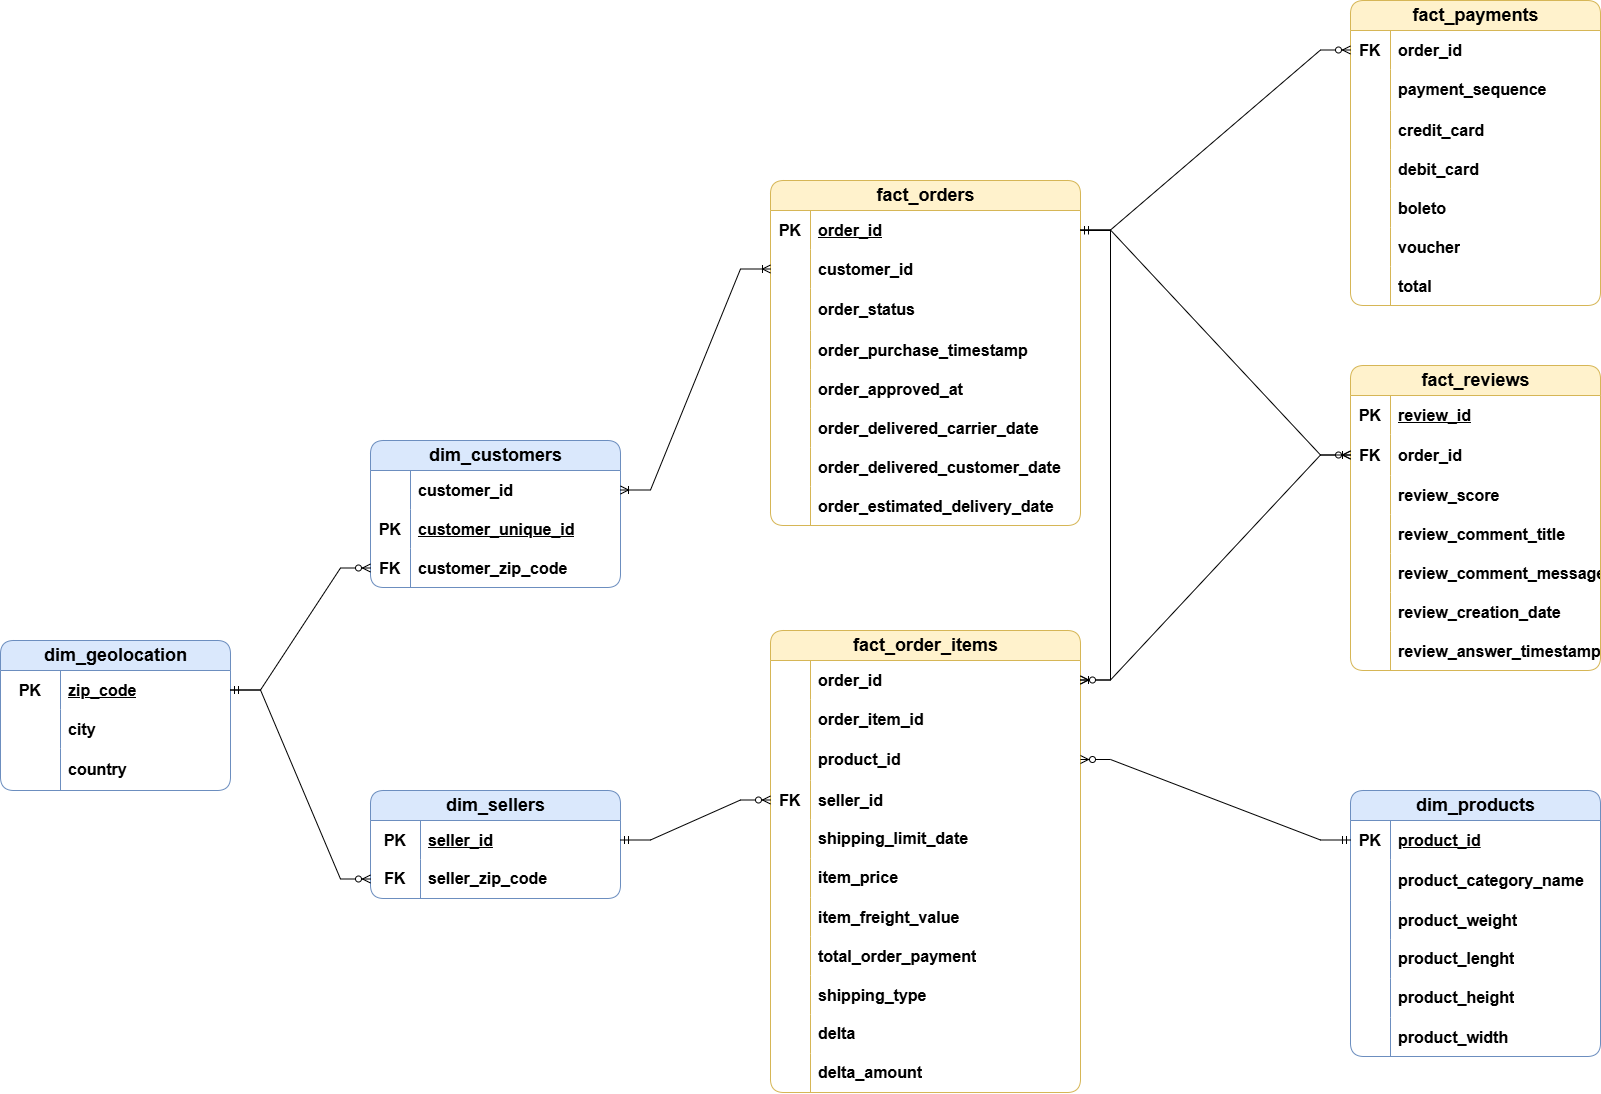 fact_payments
FK order_id
payment_sequence
credit_card
debit_card
boleto
voucher
total
fact_orders
PK order_id
customer_id
order_status
order_purchase_timestamp
order_approved_at
order_delivered_carrier_date
order_delivered_customer_date
order_estimated_delivery_date
fact_reviews
PK review_id
FK order_id
review_score
review_comment_title
review_comment_message
review_creation_date
review_answer_timestamp
dim_customers
customer_id
PK customer_unique_id
FK customer_zip_code
dim_geolocation
PK zip_code
city
country
dim_sellers
PK seller_id
FK seller_zip_code
fact_order_items
order_id
order_item_id
product_id
FK seller_id
shipping_limit_date
item_price
item_freight_value
total_order_payment
shipping_type
delta
delta_amount
dim_products
PK product_id
product_category_name
product_weight
product_lenght
product_height
product_width